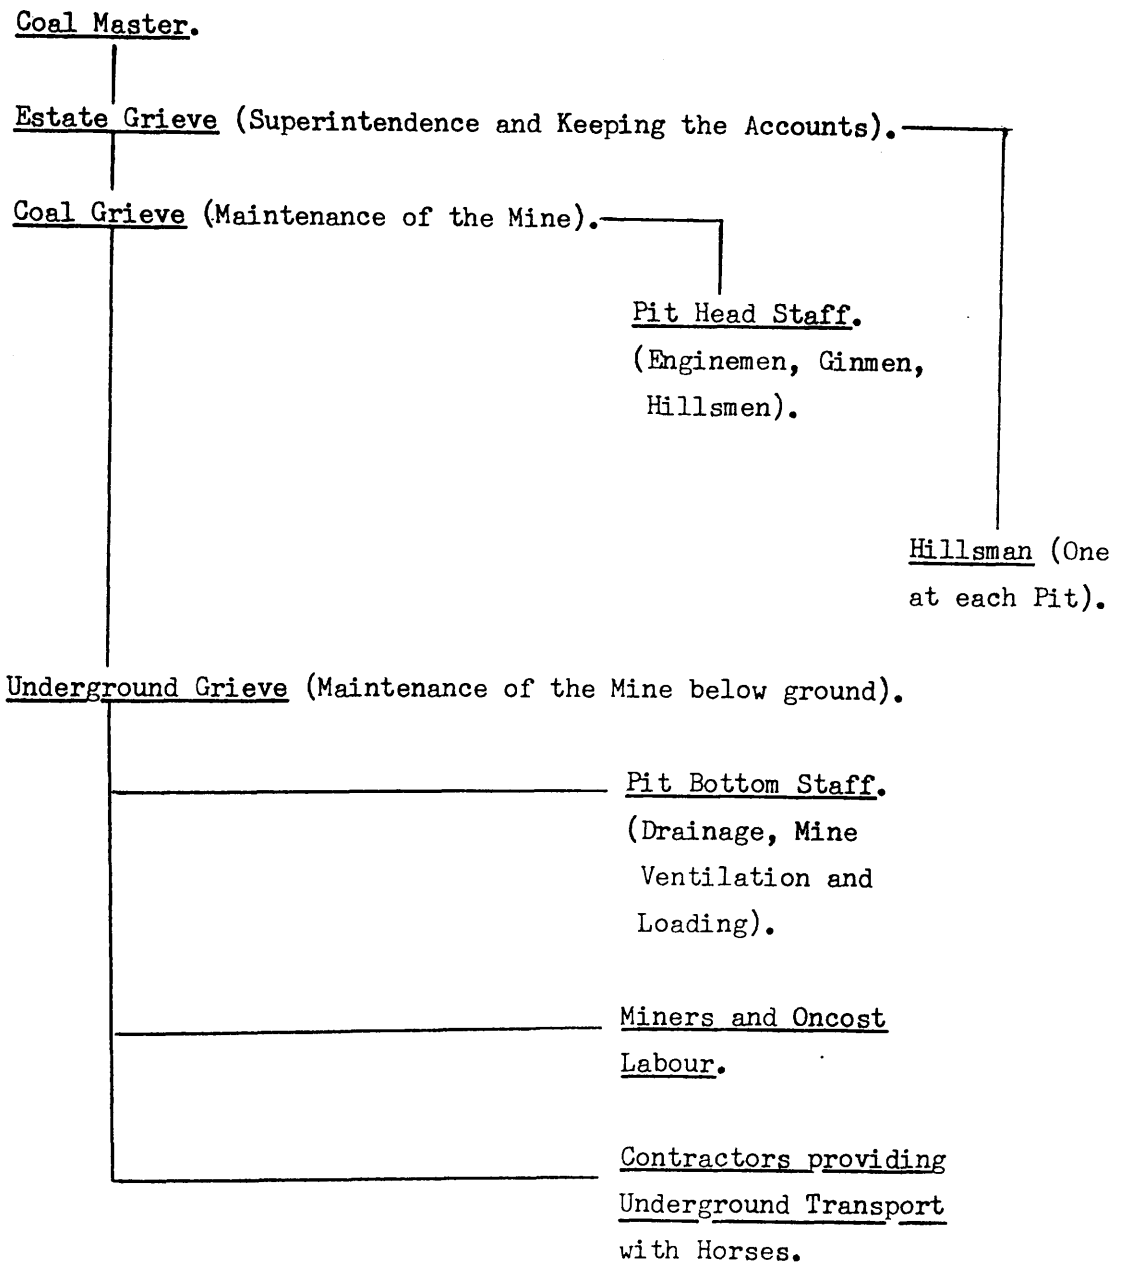 Coal Master.
Estate Grieve (Superintendence and Keeping the Accounts).
Coal Grieve (Maintenance of the Mine).
Pit Head Staff.
(Enginemen, Ginmen,
Hillsmen).
Hillsman (One
at each Pit).
Underground Grieve (Maintenance of the Mine below ground).
Pit Bottom Staff.
(Drainage, Mine
Ventilation and
Loading).
Miners and Oncost
Labour.
Contractors providing
Underground Transport
with Horses.